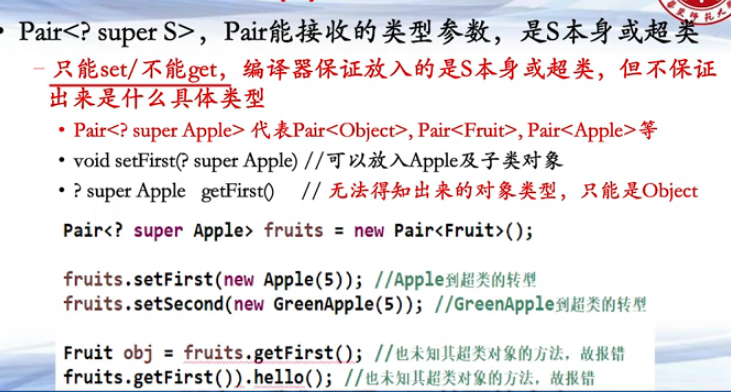 • Pair<? super S>，Pair能接收的类型参数，是S本身或超类
– 只能set/不能get，编译器保证放入的是S本身或超类，但不保证
出来是什么具体类型
• Pair<? super Apple> 代表Pair<Object>, Pair<Fruit>, Pair<Apple>等
• void setFirst(? super Apple) //可以放入Apple及子类对象
• ? super Apple getFirst() // 无法得知出来的对象类型，只能是Object
Pair<? super Apple> fruits = new Pair<Fruit>();
fruits.setFirst(new Apple(5)); //Apple到超类的转型
fruits.setSecond(new GreenApple(5)); //GreenApple到超类的转型
Fruit obj = fruits.getFirst(); //也未知其超类对象的方法，故报错
fruits.getFirst()).hello(); //也未知其超类对象的方法，故报错